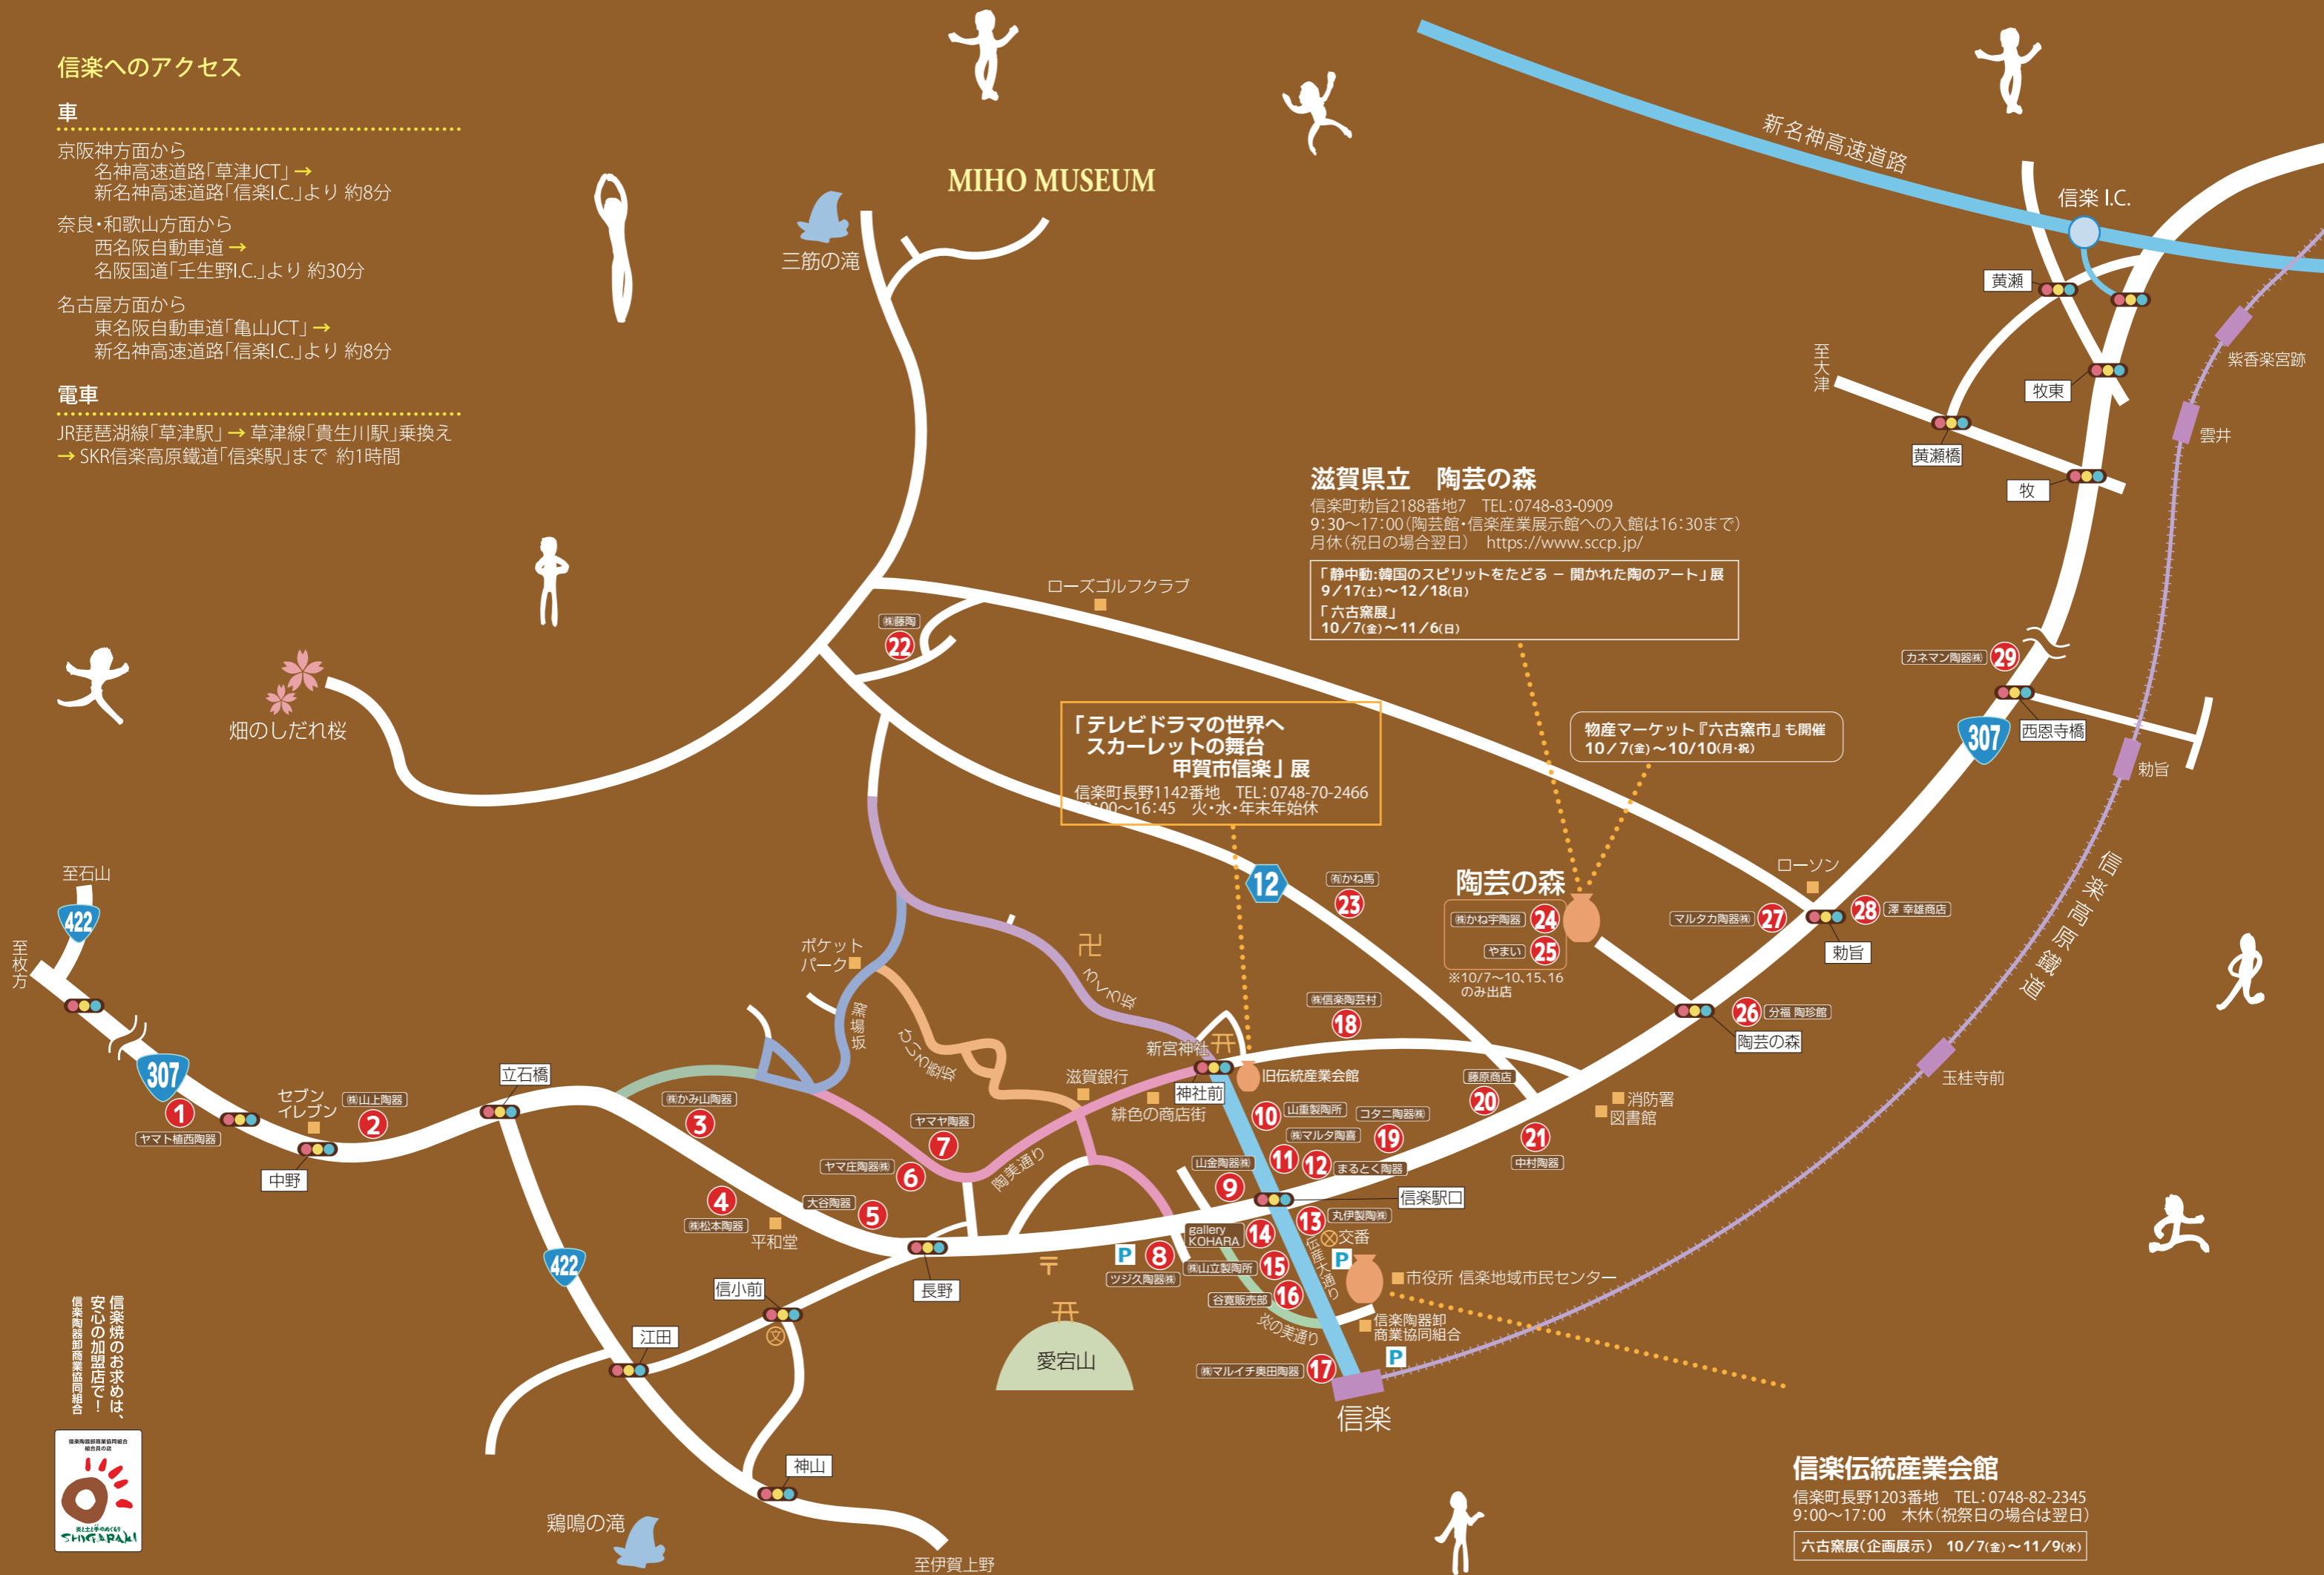 信楽へのアクセス
車
京阪神方面から
名神高速道路「草津JCT」→
新名神高速道路「信楽I.C.」より 約8分
奈良・和歌山方面から
西名阪自動車道→
名阪国道「壬生野I.C.」より 約30分
名古屋方面から
東名阪自動車道「亀山JCT」→
新名神高速道路「信楽I.C.」より 約8分
電車
JR琵琶湖線「草津駅」→草津線「貴生川駅」乗換え
→SKR信楽高原鐵道「信楽駅」まで 約1時間
MIHO MUSEUM
三筋の滝
新名神高速道路
信楽 I.C.
黄瀬
牧東
至大津
黄瀬橋
牧
紫香楽宮跡
雲井
滋賀県立 陶芸の森
信楽町勅旨2188番地7 TEL:0748-83-0909
9:30〜17:00(陶芸館・信楽産業展示館への入館は16:30まで)
月休(祝日の場合翌日) https://www.sccp.jp/
「静中動:韓国のスピリットをたどる − 開かれた陶のアート」展
9/17(土)〜12/18(日)
「六古窯展」
10/7(金)〜11/6(日)
ローズゴルフクラブ
㈱藤陶
22
畑のしだれ桜
カネマン陶器㈱
29
西恩寺橋
307
勅旨
「テレビドラマの世界へ
スカーレットの舞台
甲賀市信楽」展
信楽町長野1142番地 TEL:0748-70-2466
:00〜16:45 火・水・年末年始休
物産マーケット『六古窯市』も開催
10/7(金)〜10/10(月・祝)
信楽高原鐵道
ローソン
マルタカ陶器㈱
27
28
澤 幸雄商店
勅旨
12
㈲かね馬
23
陶芸の森
㈱かね宇陶器
24
やまい
25
※10/7〜10、15、16
のみ出店
26
分福 陶珍館
陶芸の森
玉桂寺前
至石山
422
至枚方
307
1
ヤマト植西陶器
セブン
イレブン
㈱山上陶器
2
中野
立石橋
ポケット
パーク
窯場坂
ひいろ壺坂
ろくろ坂
新宮神社
神社前
旧伝統産業会館
㈱信楽陶芸村
18
滋賀銀行
緋色の商店街
㈱かみ山陶器
3
4
㈱松本陶器
平和堂
大谷陶器
5
ヤマ庄陶器㈱
6
ヤマヤ陶器
7
陶美通り
10
山重製陶所
コタニ陶器㈱
19
㈱マルタ陶喜
11
12
まるとく陶器
藤原商店
20
21
中村陶器
消防署
図書館
山金陶器㈱
9
信楽駅口
13
丸伊製陶㈱
交番
gallery
KOHARA
14
P
8
ツジ久陶器㈱
㈱山立製陶所
15
谷寛販売部
16
伝産大通り
P
炎の美通り
市役所 信楽地域市民センター
信楽陶器卸
商業協同組合
㈱マルイチ奥田陶器
17
P
信楽
長野
信小前
文
422
江田
愛宕山
神山
鶏鳴の滝
至伊賀上野
信楽焼のお求めは、
安心の加盟店で!
信楽陶器卸商業協同組合
信楽陶器卸商業協同組合
組合員の店
炎と土と手のぬくもり
SHIGARAKI
信楽伝統産業会館
信楽町長野1203番地 TEL:0748-82-2345
9:00〜17:00 木休(祝祭日の場合は翌日)
六古窯展(企画展示) 10/7(金)〜11/9(水)